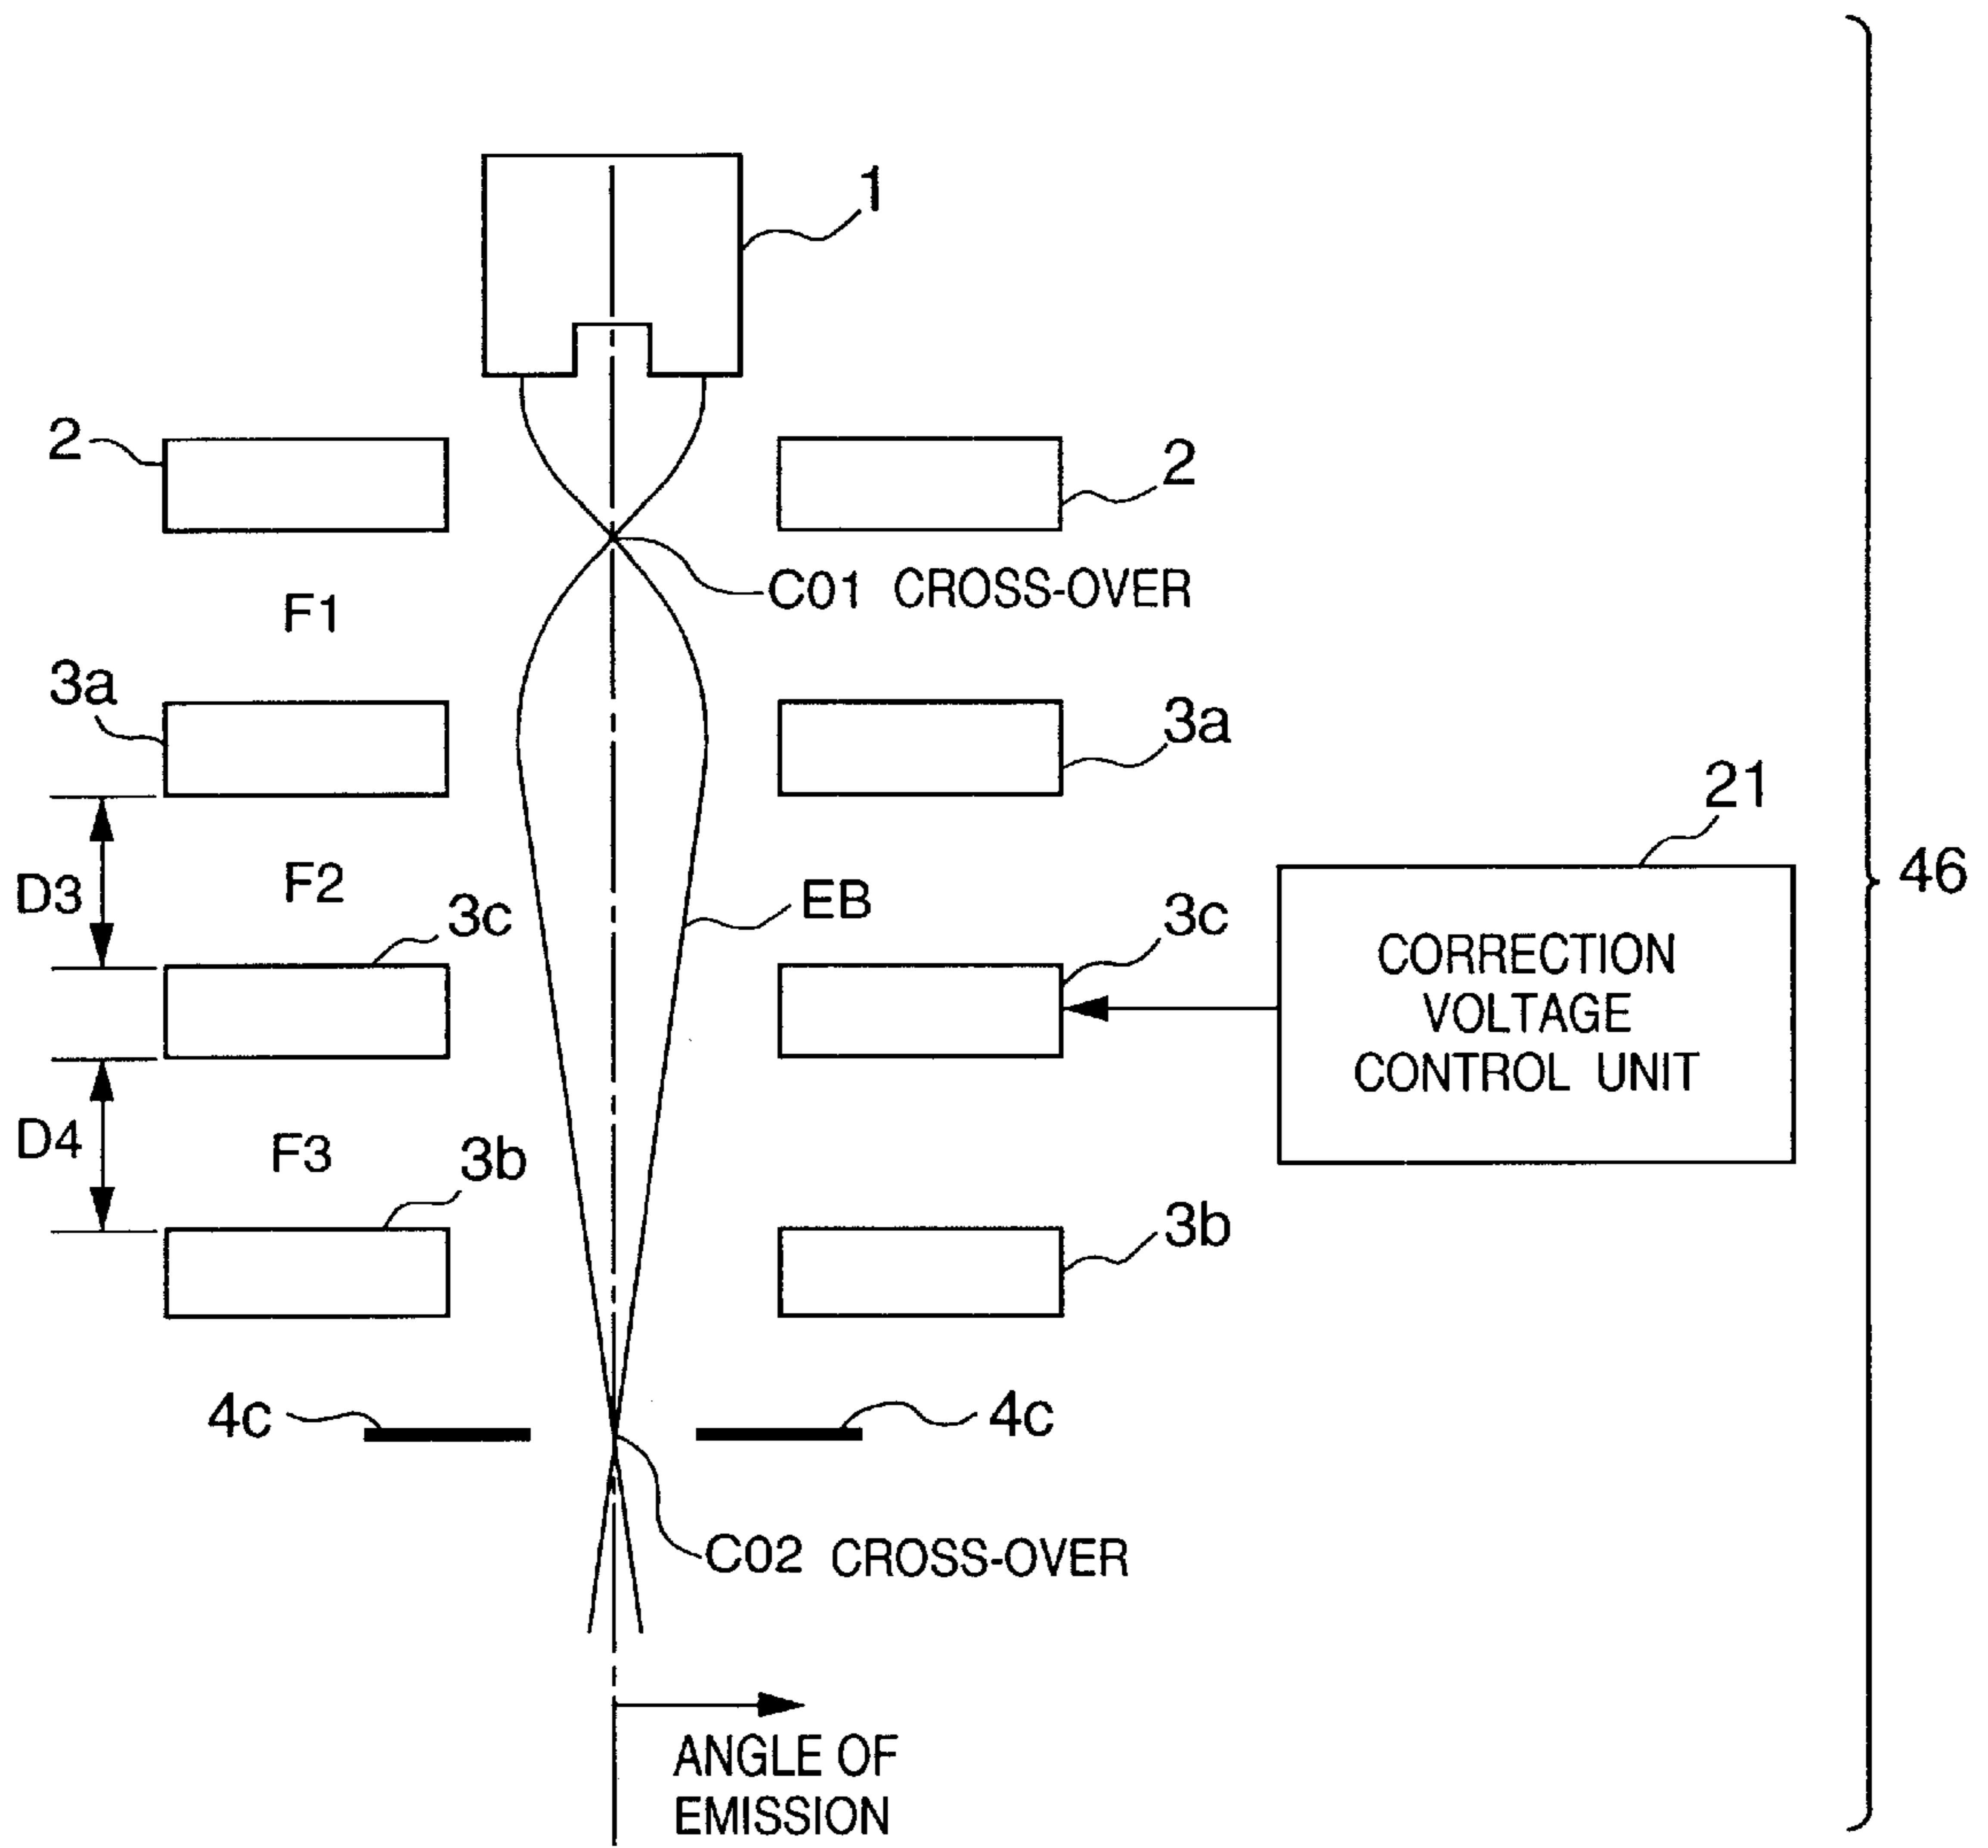 1
2
2
C01 CROSS-OVER
F1
3a
3a
21
46
D3
F2
3c
EB
3c
CORRECTION
VOLTAGE
CONTROL UNIT
D4
F3
3b
3b
4c
4c
C02 CROSS-OVER
ANGLE OF
EMISSION